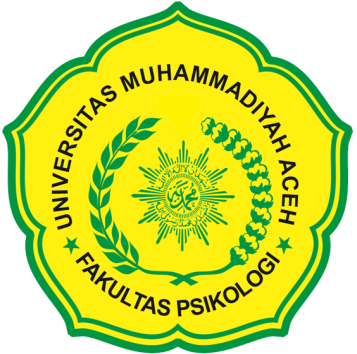 UNIVERSITAS MUHAMMADIYAH ACEH
FAKULTAS PSIKOLOGI